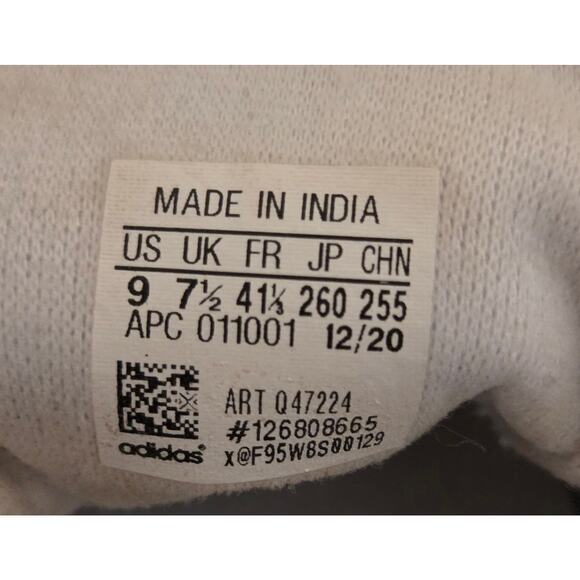 MADE IN INDIA
US UK FR JP CHN
9 7½ 41⅓ 260 255
APC 011001 12/20
ART Q47224
#126808665
adidas® x@F95W8S00129